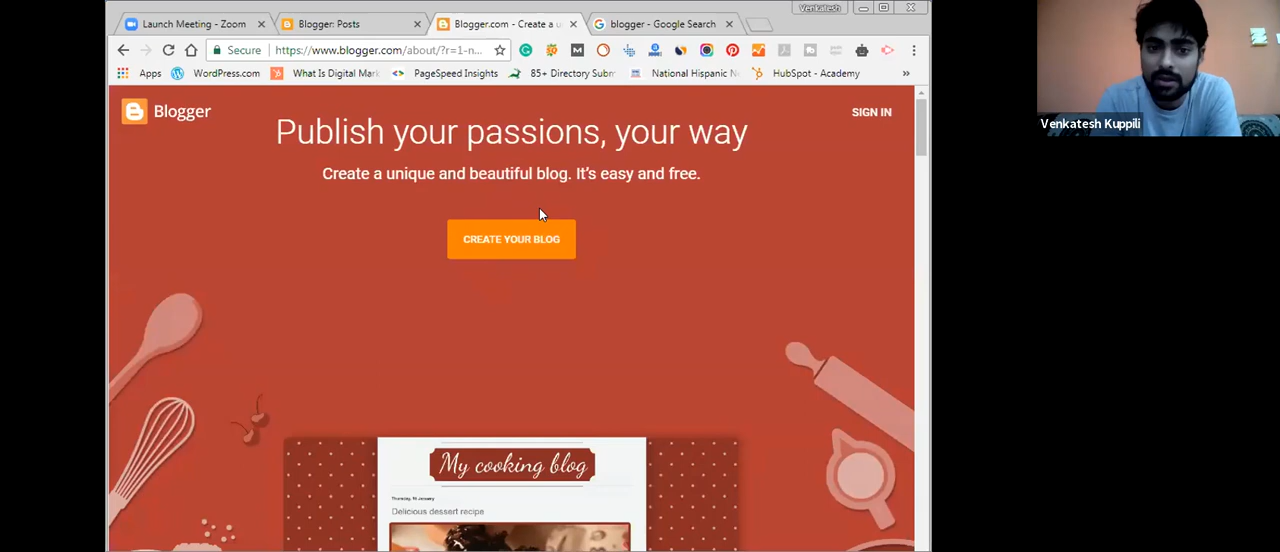 Venkatesh
Launch Meeting - Zoom
Blogger: Posts
Blogger.com - Create a u
blogger - Google Search
Secure
https://www.blogger.com/about/?r=1-n...
Apps
WordPress.com
What Is Digital Mark
PageSpeed Insights
85+ Directory Subm
National Hispanic N
HubSpot - Academy
Blogger
SIGN IN
Publish your passions, your way
Create a unique and beautiful blog. It's easy and free.
CREATE YOUR BLOG
My cooking blog
Thursday, 16 January
Delicious dessert recipe
Venkatesh Kuppili